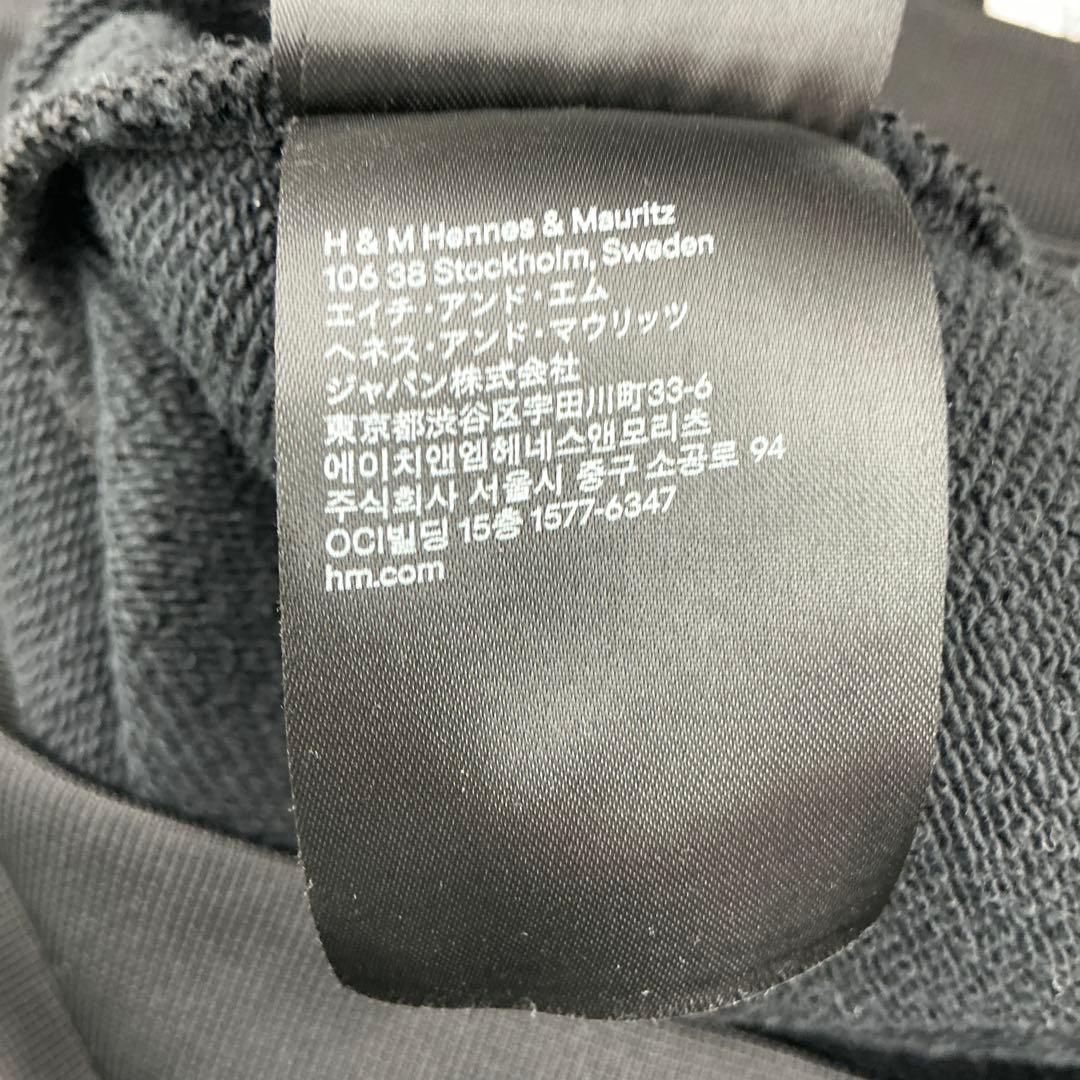 H & M Hennes & Mauritz
106 38 Stockholm, Sweden
エイチ・アンド・エム
ヘネス・アンド・マウリッツ
ジャパン株式会社
東京都渋谷区宇田川町33-6
에이치앤엠헤네스앤모리츠
주식회사 서울시 중구 소공로 94
OCI빌딩 15층 1577-6347
hm.com